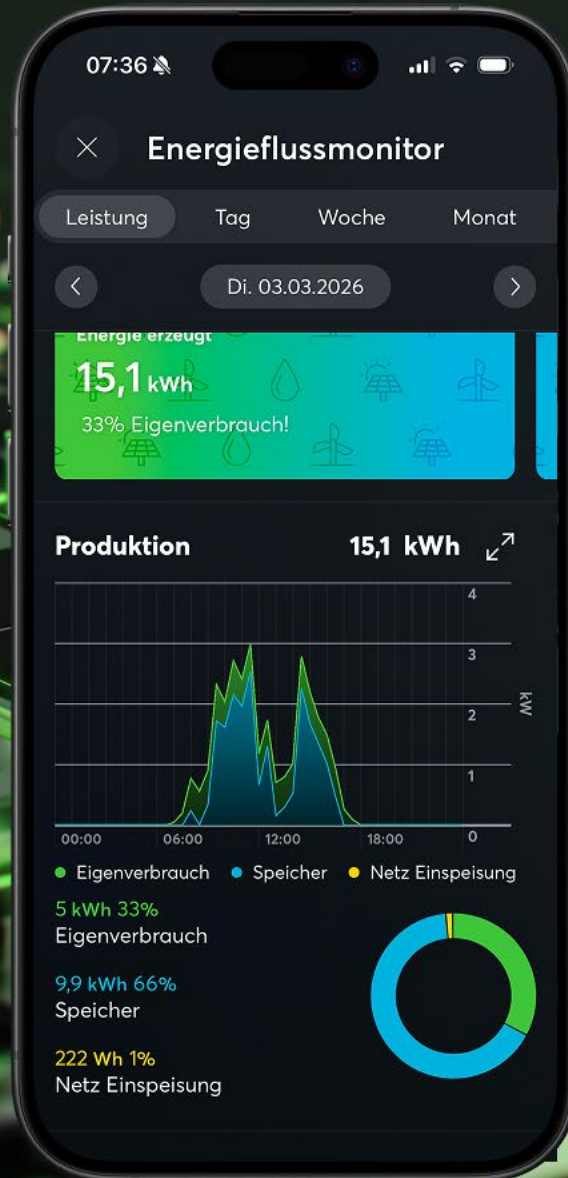 07:36
Energieflussmonitor
Leistung Tag Woche Monat
Di. 03.03.2026
Energie erzeugt
15,1 kWh
33% Eigenverbrauch!
Produktion 15,1 kWh
4
3
kW
2
1
0
00:00 06:00 12:00 18:00
Eigenverbrauch Speicher Netz Einspeisung
5 kWh 33%
Eigenverbrauch
9,9 kWh 66%
Speicher
222 Wh 1%
Netz Einspeisung